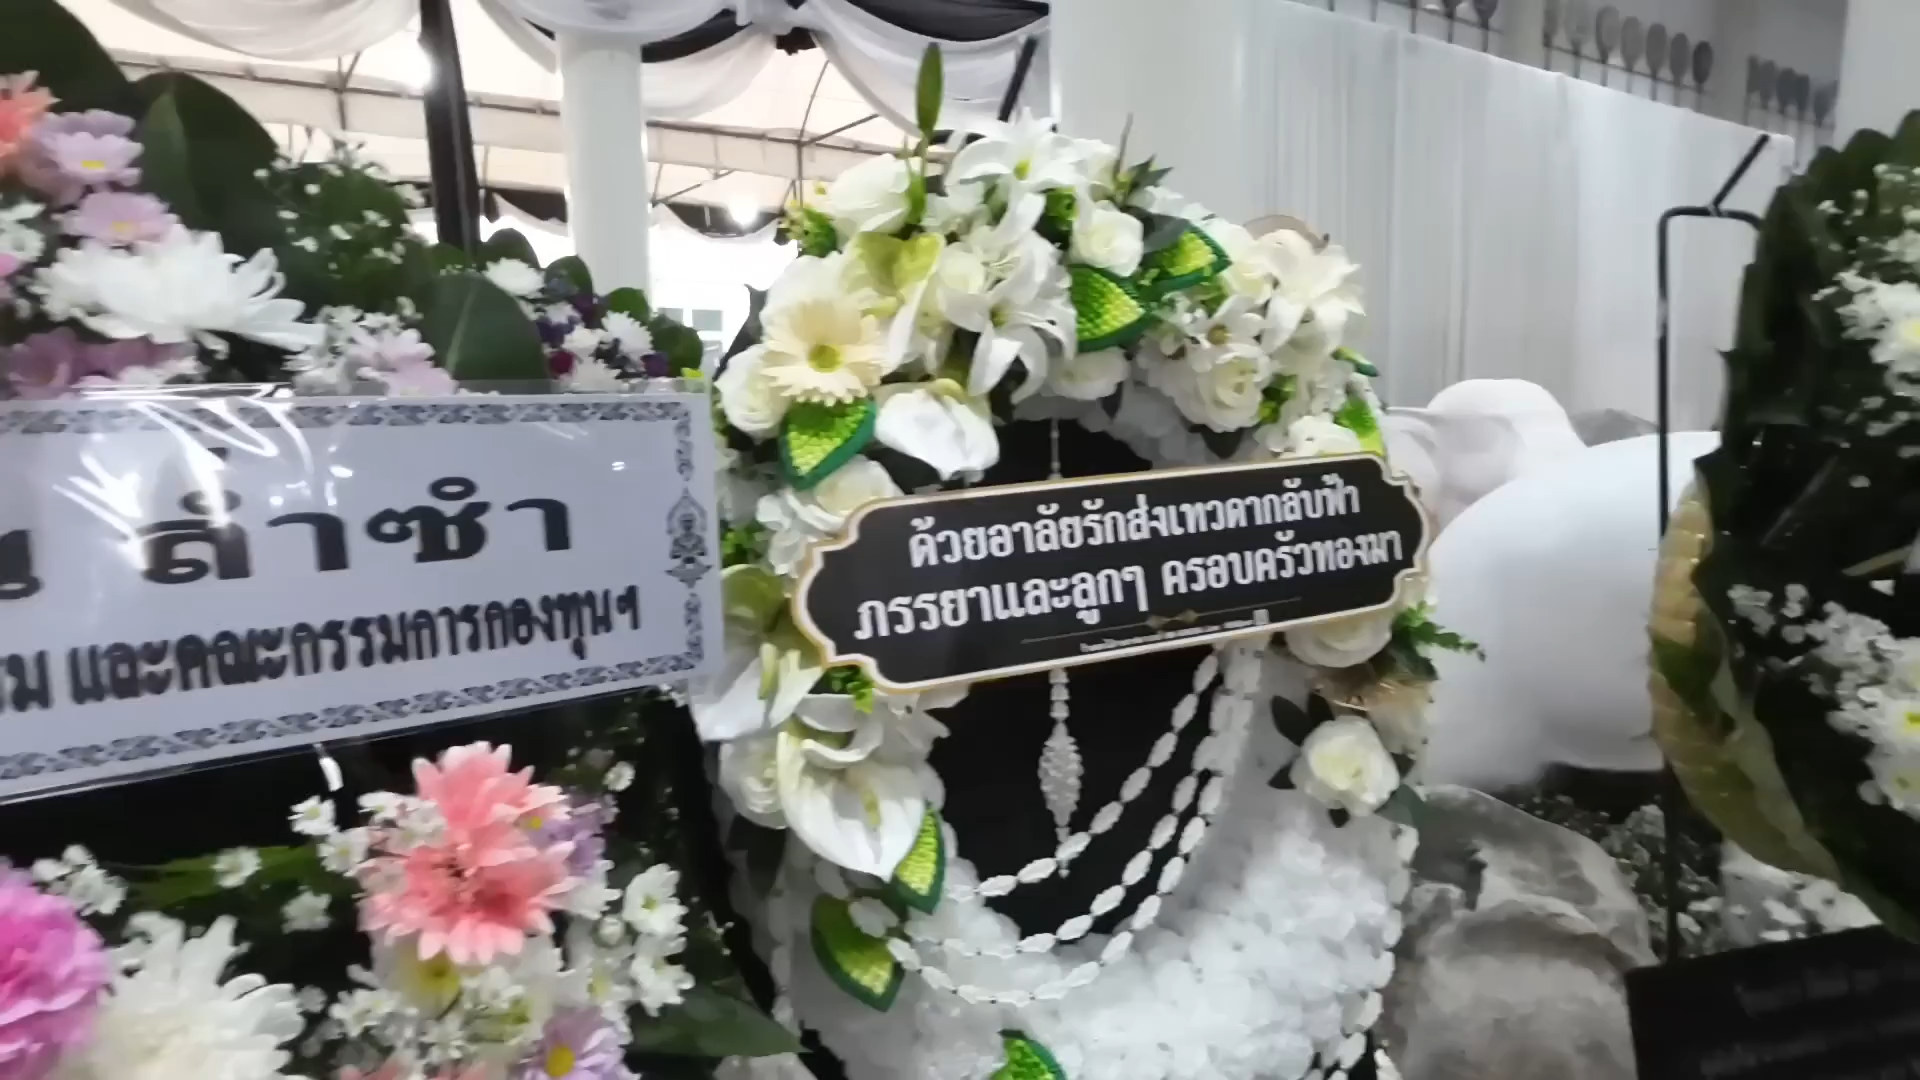 ล่ำซำ
และคณะกรรมการกองทุนฯ
ด้วยอาลัยรักส่งเทวดากลับฟ้า
ภรรยาและลูกๆ ครอบครัวทองมา